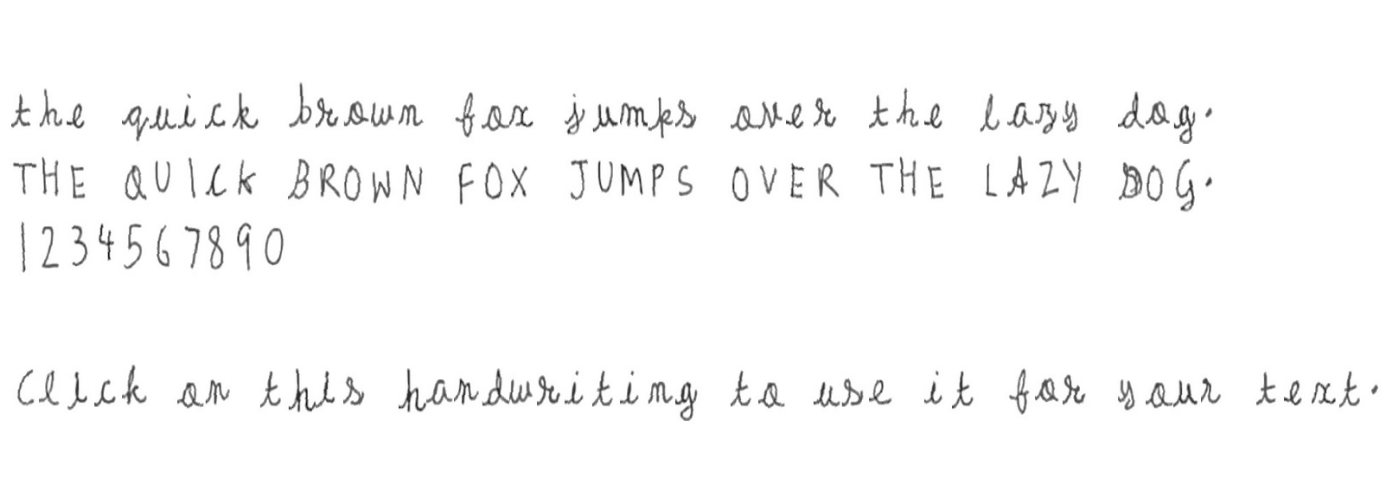 the quick brown fox jumps over the lazy dog.
THE QUICK BROWN FOX JUMPS OVER THE LAZY DOG.
1234567890
Click on this handwriting to use it for your text.